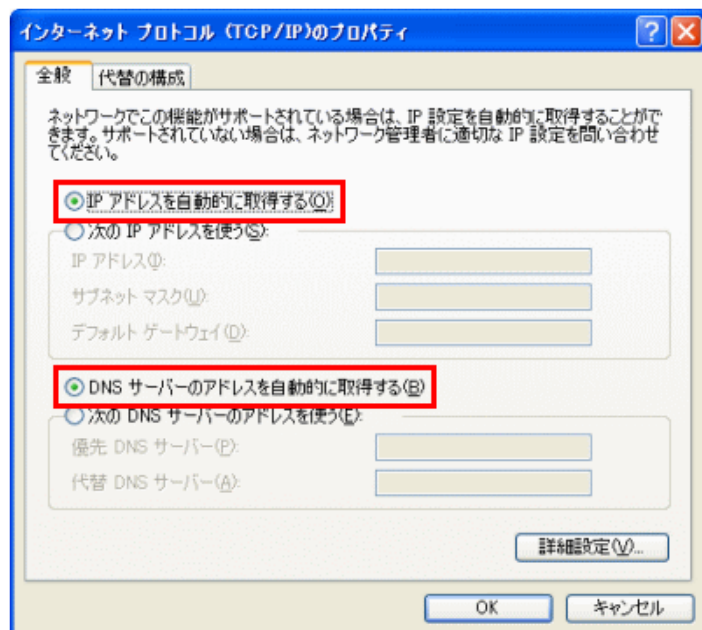 インターネット プロトコル (TCP/IP)のプロパティ
全般
代替の構成
ネットワークでこの機能がサポートされている場合は、IP 設定を自動的に取得することがで
きます。サポートされていない場合は、ネットワーク管理者に適切な IP 設定を問い合わせ
てください。
IP アドレスを自動的に取得する(O)
次の IP アドレスを使う(S):
IP アドレス(I):
サブネット マスク(U):
デフォルト ゲートウェイ(D):
DNS サーバーのアドレスを自動的に取得する(B)
次の DNS サーバーのアドレスを使う(E):
優先 DNS サーバー(P):
代替 DNS サーバー(A):
詳細設定(V)...
OK
キャンセル